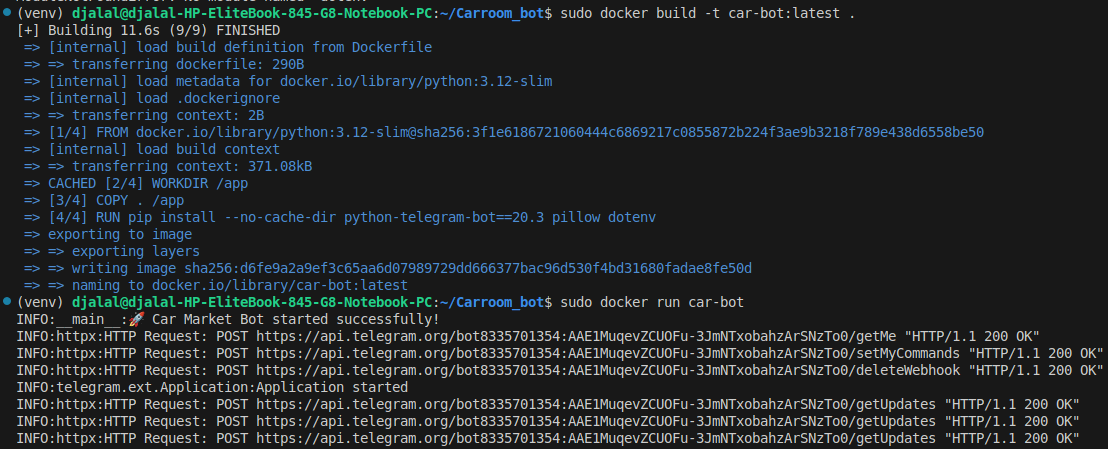 (venv) djalal@djalal-HP-EliteBook-845-G8-Notebook-PC:~/Carroom_bot$ sudo docker build -t car-bot:latest .
[+] Building 11.6s (9/9) FINISHED
=> [internal] load build definition from Dockerfile
=> => transferring dockerfile: 290B
=> [internal] load metadata for docker.io/library/python:3.12-slim
=> [internal] load .dockerignore
=> => transferring context: 2B
=> [1/4] FROM docker.io/library/python:3.12-slim@sha256:3f1e6186721060444c6869217c0855872b224f3ae9b3218f789e438d6558be50
=> [internal] load build context
=> => transferring context: 371.08kB
=> CACHED [2/4] WORKDIR /app
=> [3/4] COPY . /app
=> [4/4] RUN pip install --no-cache-dir python-telegram-bot==20.3 pillow dotenv
=> exporting to image
=> => exporting layers
=> => writing image sha256:d6fe9a2a9ef3c65aa6d07989729dd666377bac96d530f4bd31680fadae8fe50d
=> => naming to docker.io/library/car-bot:latest
(venv) djalal@djalal-HP-EliteBook-845-G8-Notebook-PC:~/Carroom_bot$ sudo docker run car-bot
INFO:__main__:🚀 Car Market Bot started successfully!
INFO:httpx:HTTP Request: POST https://api.telegram.org/bot8335701354:AAE1MuqevZCUOFu-3JmNTxobahzArSNzTo0/getMe "HTTP/1.1 200 OK"
INFO:httpx:HTTP Request: POST https://api.telegram.org/bot8335701354:AAE1MuqevZCUOFu-3JmNTxobahzArSNzTo0/setMyCommands "HTTP/1.1 200 OK"
INFO:httpx:HTTP Request: POST https://api.telegram.org/bot8335701354:AAE1MuqevZCUOFu-3JmNTxobahzArSNzTo0/deleteWebhook "HTTP/1.1 200 OK"
INFO:telegram.ext.Application:Application started
INFO:httpx:HTTP Request: POST https://api.telegram.org/bot8335701354:AAE1MuqevZCUOFu-3JmNTxobahzArSNzTo0/getUpdates "HTTP/1.1 200 OK"
INFO:httpx:HTTP Request: POST https://api.telegram.org/bot8335701354:AAE1MuqevZCUOFu-3JmNTxobahzArSNzTo0/getUpdates "HTTP/1.1 200 OK"
INFO:httpx:HTTP Request: POST https://api.telegram.org/bot8335701354:AAE1MuqevZCUOFu-3JmNTxobahzArSNzTo0/getUpdates "HTTP/1.1 200 OK"